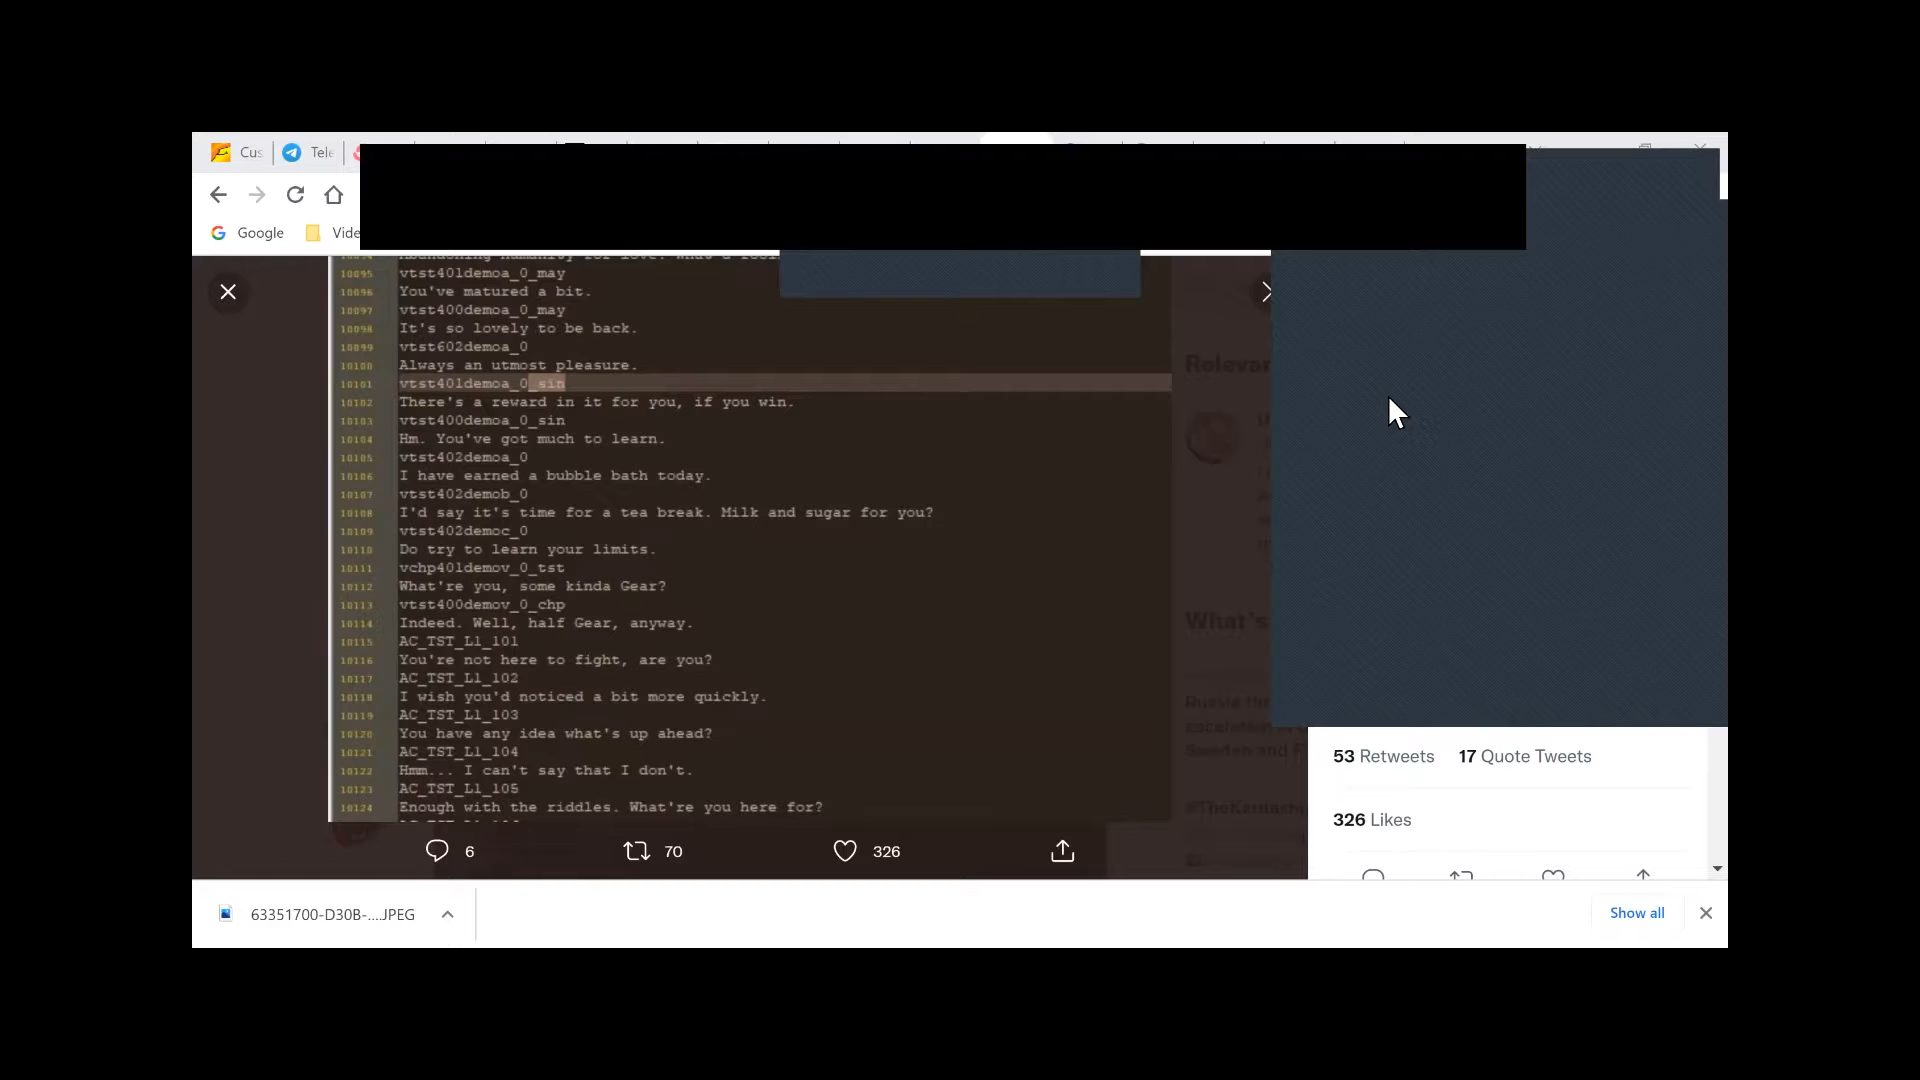 Cus
Tele
Google
Vide
10095 vtst401demoa_0_may
10096 You've matured a bit.
10097 vtst400demoa_0_may
10098 It's so lovely to be back.
10099 vtst602demoa_0
10100 Always an utmost pleasure.
10101 vtst401demoa_0_sin
10102 There's a reward in it for you, if you win.
10103 vtst400demoa_0_sin
10104 Hm. You've got much to learn.
10105 vtst402demoa_0
10106 I have earned a bubble bath today.
10107 vtst402demob_0
10108 I'd say it's time for a tea break. Milk and sugar for you?
10109 vtst402democ_0
10110 Do try to learn your limits.
10111 vchp401demov_0_tst
10112 What're you, some kinda Gear?
10113 vtst400demov_0_chp
10114 Indeed. Well, half Gear, anyway.
10115 AC_TST_L1_101
10116 You're not here to fight, are you?
10117 AC_TST_L1_102
10118 I wish you'd noticed a bit more quickly.
10119 AC_TST_L1_103
10120 You have any idea what's up ahead?
10121 AC_TST_L1_104
10122 Hmm... I can't say that I don't.
10123 AC_TST_L1_105
10124 Enough with the riddles. What're you here for?
Relevan
What's
Russia
Sweden and F
53 Retweets 17 Quote Tweets
326 Likes
6 70 326
63351700-D30B-....JPEG
Show all